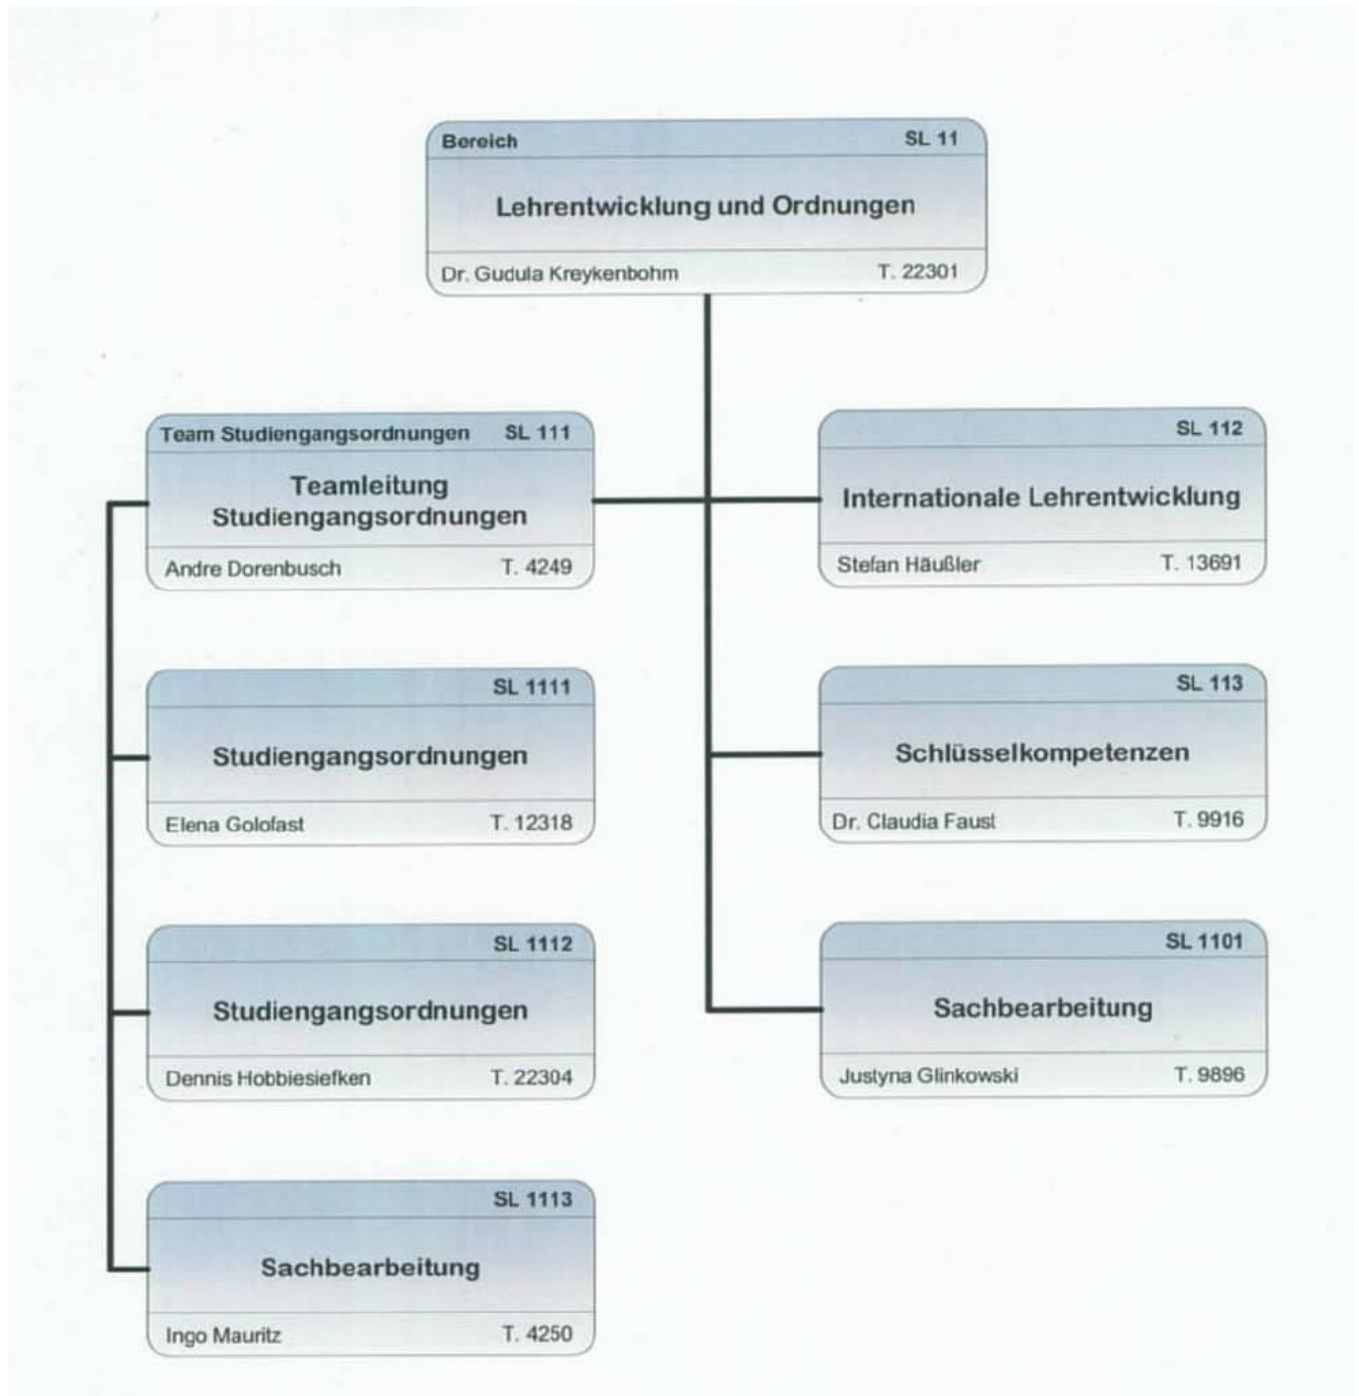 Bereich SL 11
Lehrentwicklung und Ordnungen
Dr. Gudula Kreykenbohm T. 22301
Team Studiengangsordnungen SL 111
Teamleitung
Studiengangsordnungen
Andre Dorenbusch T. 4249
SL 112
Internationale Lehrentwicklung
Stefan Häußler T. 13691
SL 1111
Studiengangsordnungen
Elena Golofast T. 12318
SL 113
Schlüsselkompetenzen
Dr. Claudia Faust T. 9916
SL 1112
Studiengangsordnungen
Dennis Hobbiesiefken T. 22304
SL 1101
Sachbearbeitung
Justyna Glinkowski T. 9896
SL 1113
Sachbearbeitung
Ingo Mauritz T. 4250